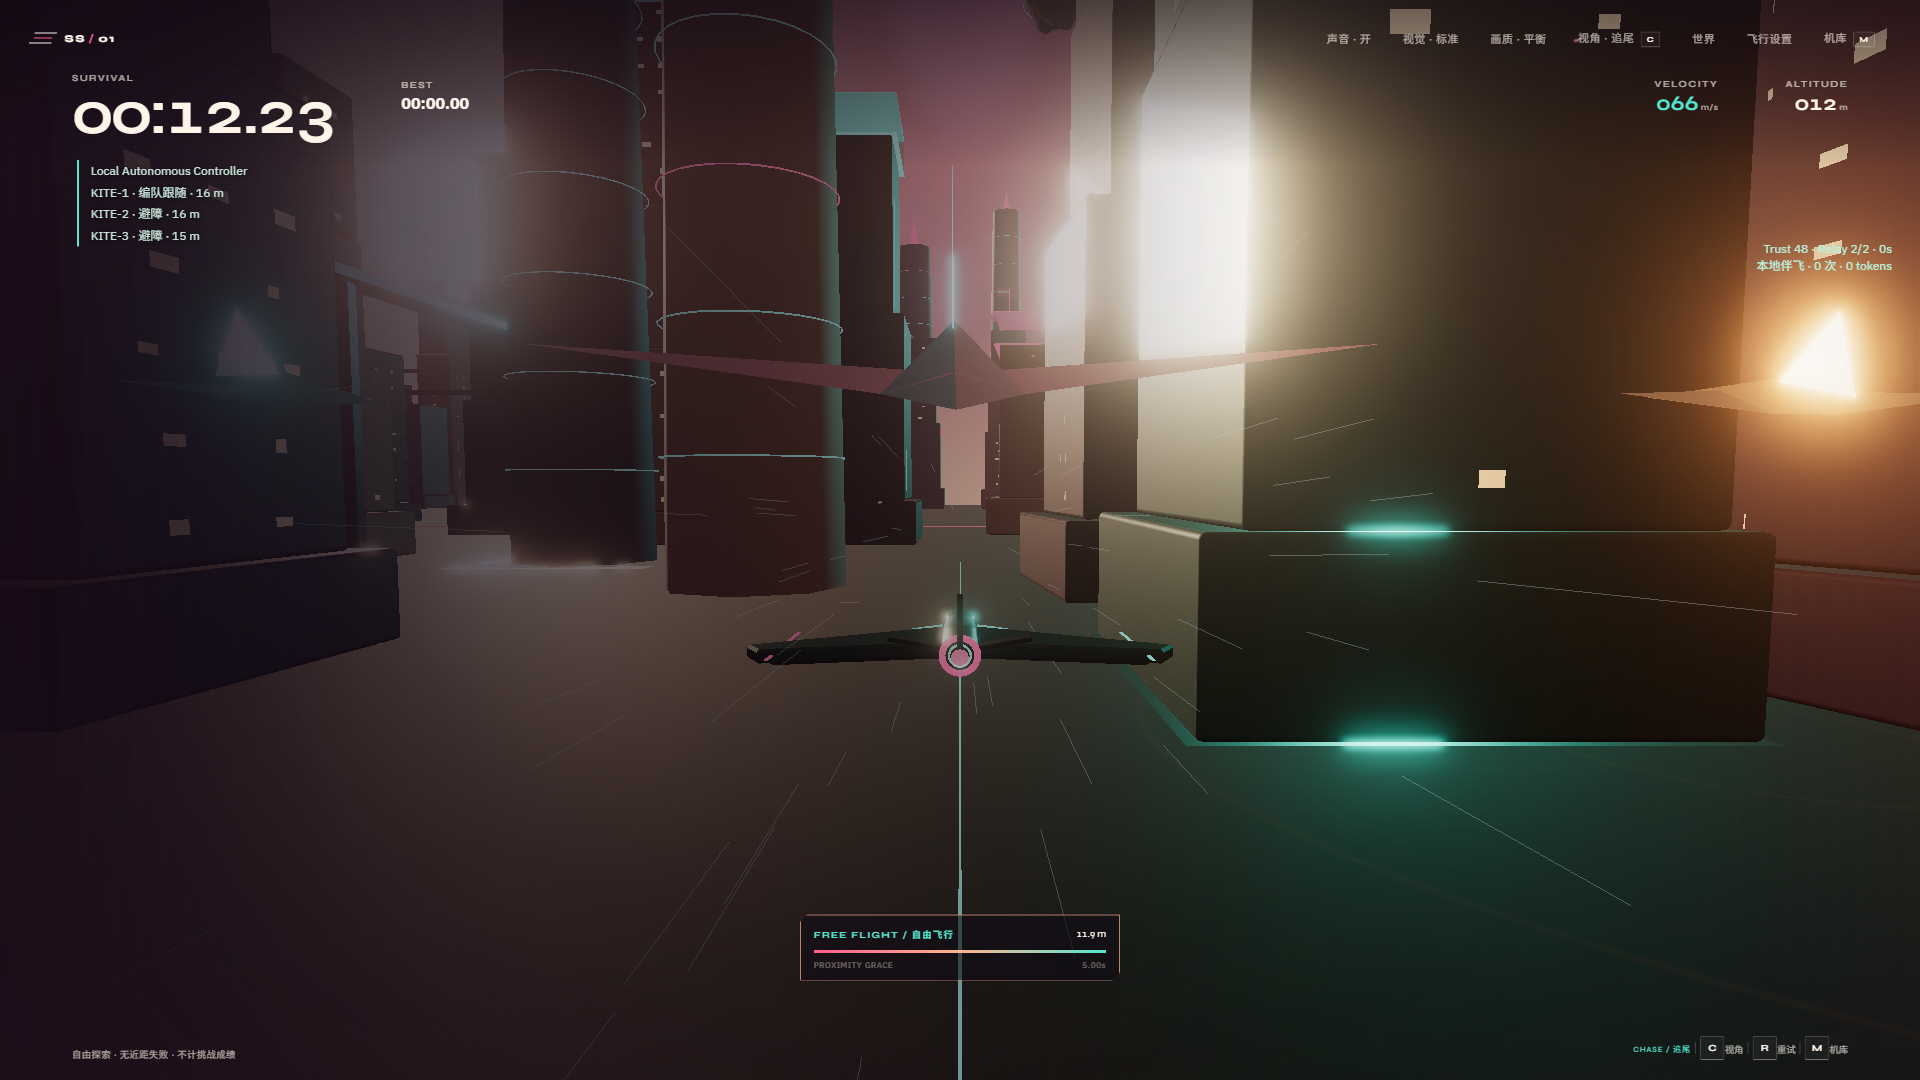 SS / 01
声音 · 开
视觉 · 标准
画质 · 平衡
视角 · 追尾 C
世界
飞行设置
机库 M
SURVIVAL
00:12.23
BEST
00:00.00
VELOCITY
066 m/s
ALTITUDE
012 m
Local Autonomous Controller
KITE-1 · 编队跟随 · 16 m
KITE-2 · 避障 · 16 m
KITE-3 · 避障 · 15 m
Trust 48 · 2/2 · 0s
本地伴飞 · 0 次 · 0 tokens
FREE FLIGHT / 自由飞行
11.9 m
PROXIMITY GRACE
5.00s
自由探索 · 无近距失败 · 不计挑战成绩
CHASE / 追尾 C 视角 R 重试 M 机库